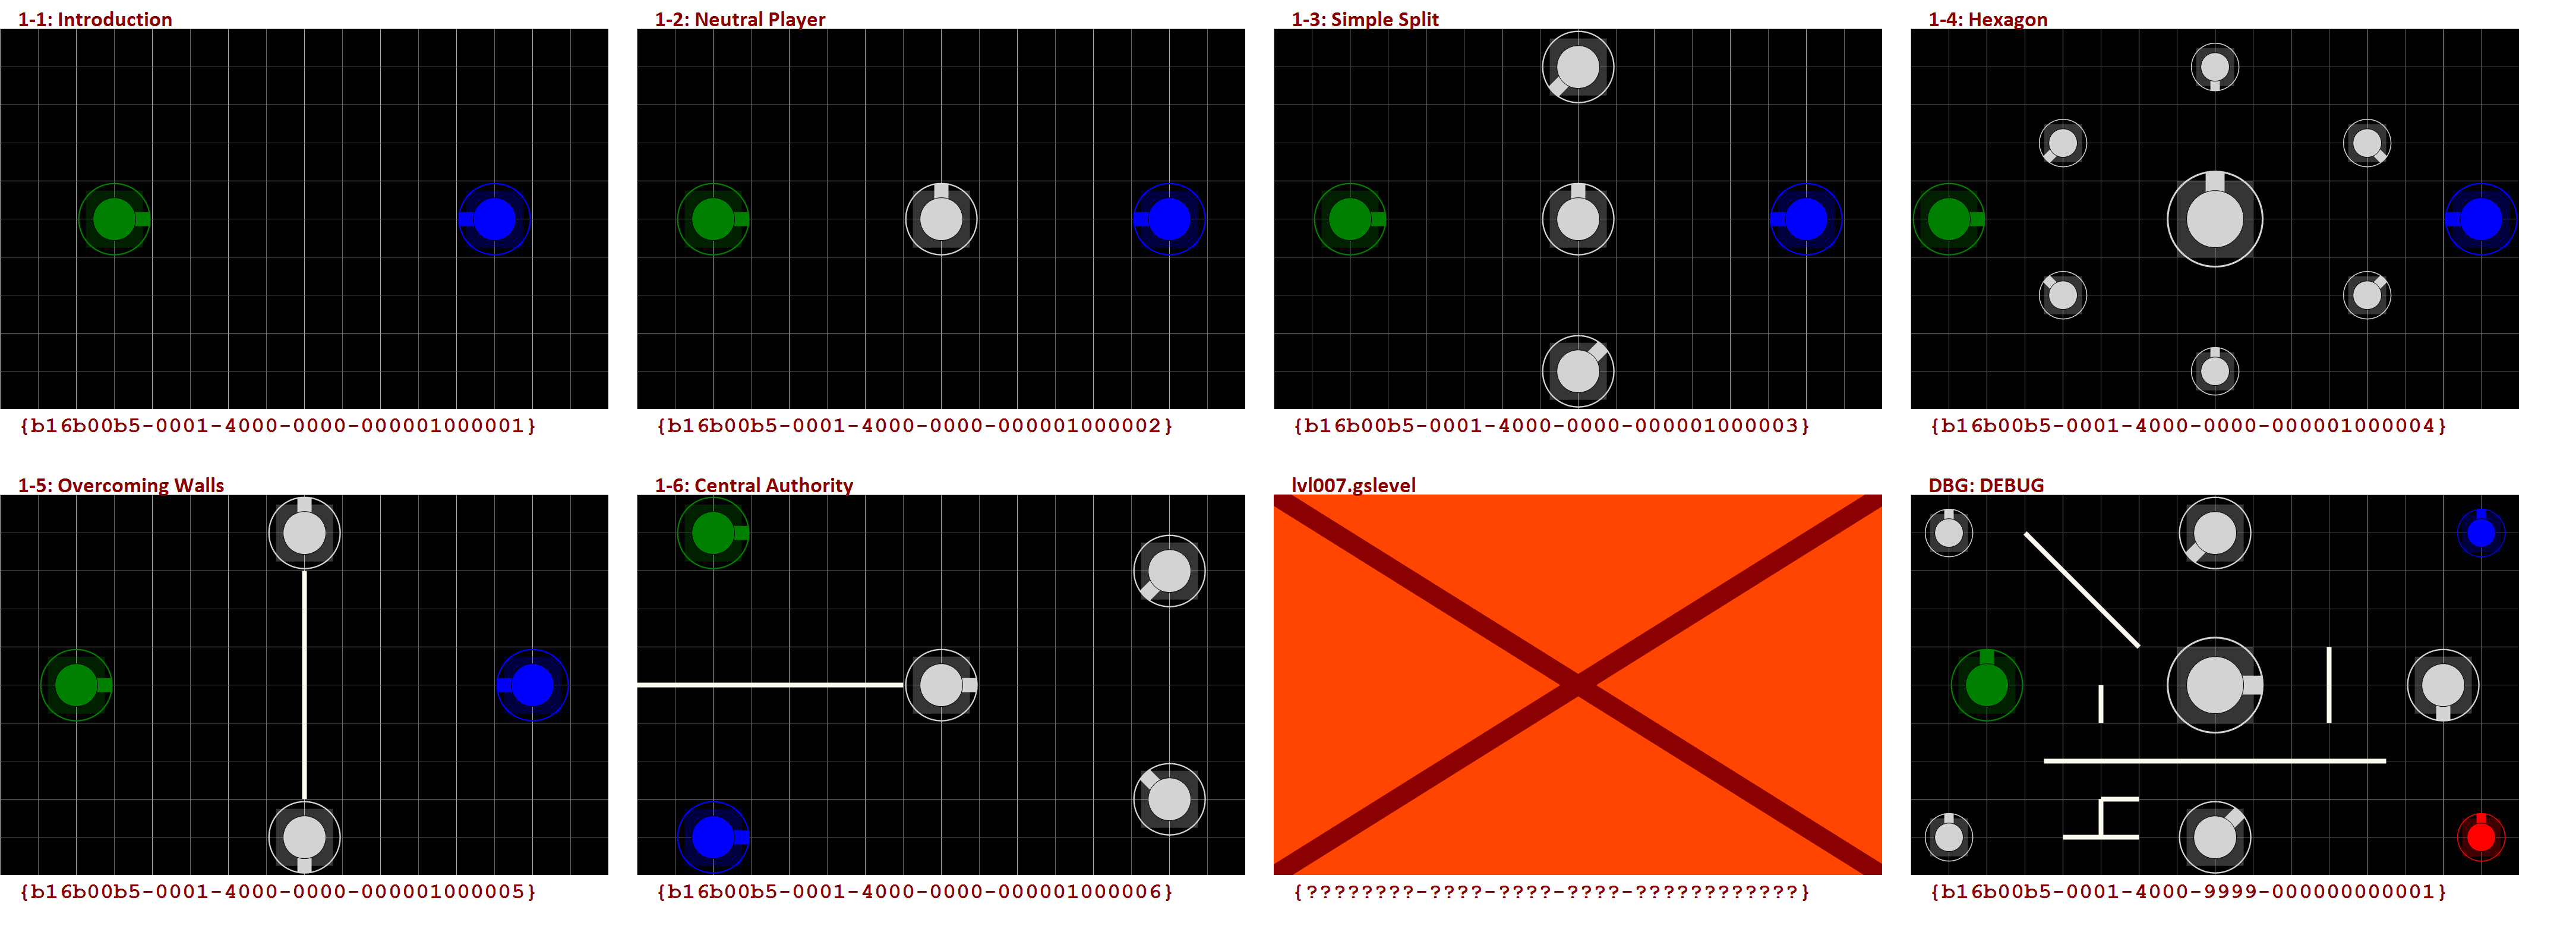 1-1: Introduction
1-2: Neutral Player
1-3: Simple Split
1-4: Hexagon
{b16b00b5-0001-4000-0000-000001000001}
{b16b00b5-0001-4000-0000-000001000002}
{b16b00b5-0001-4000-0000-000001000003}
{b16b00b5-0001-4000-0000-000001000004}
1-5: Overcoming Walls
1-6: Central Authority
lvl007.gslevel
DBG: DEBUG
{b16b00b5-0001-4000-0000-000001000005}
{b16b00b5-0001-4000-0000-000001000006}
{????????-????-????-????-????????????}
{b16b00b5-0001-4000-9999-000000000001}